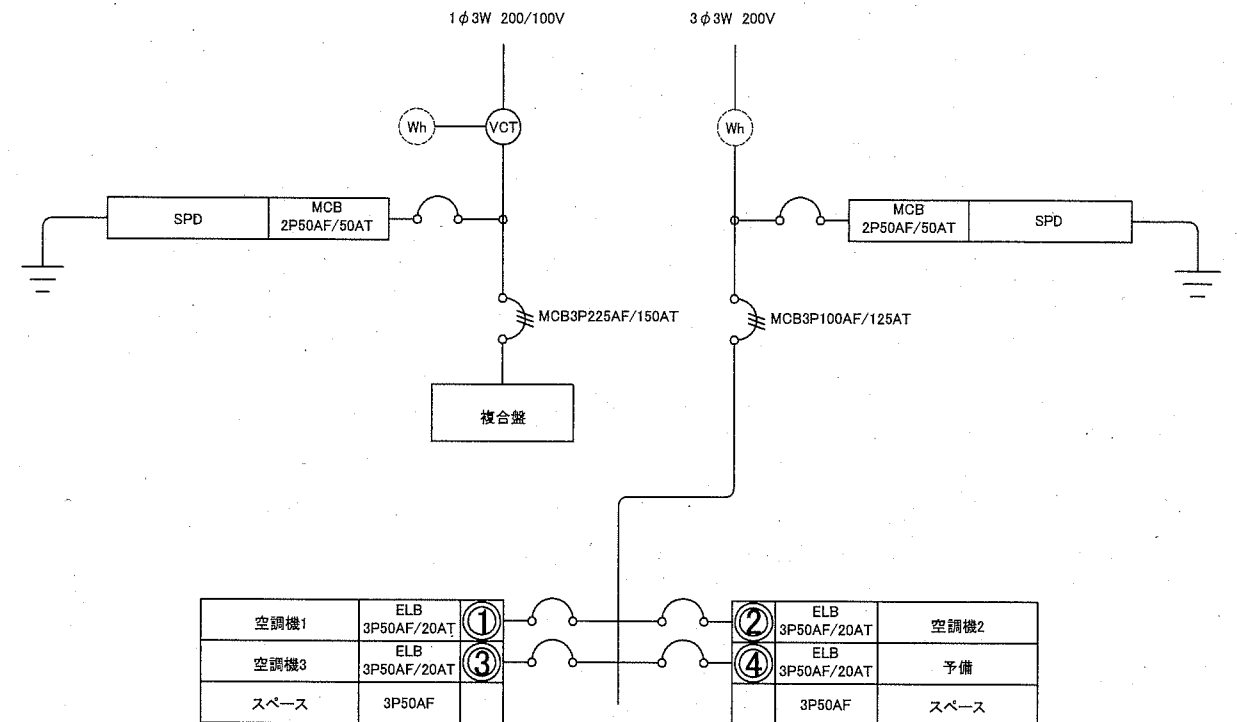 1φ3W 200/100V
3φ3W 200V
Wh
VCT
Wh
SPD
MCB
2P50AF/50AT
MCB
2P50AF/50AT
SPD
MCB3P225AF/150AT
MCB3P100AF/125AT
複合盤
空調機1
ELB
3P50AF/20AT
①
②
ELB
3P50AF/20AT
空調機2
空調機3
ELB
3P50AF/20AT
③
④
ELB
3P50AF/20AT
予備
スペース
3P50AF
3P50AF
スペース